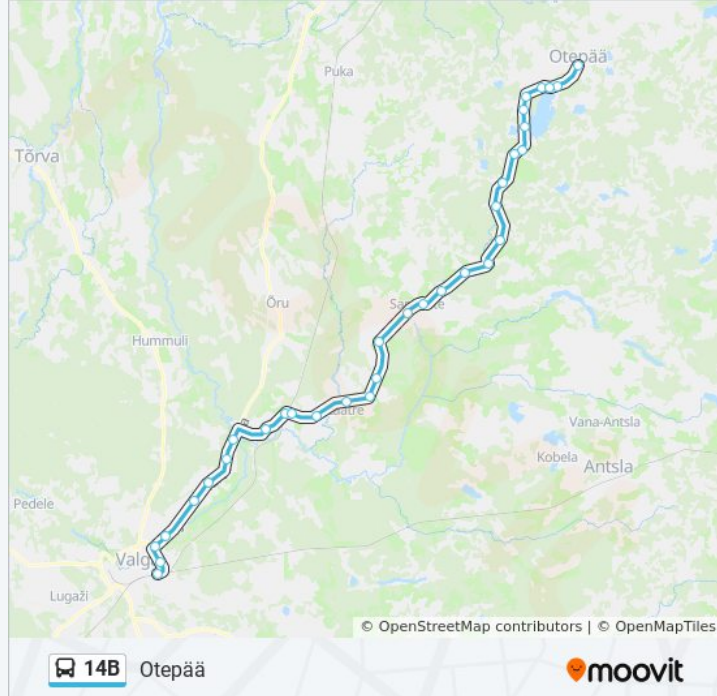 Otepää
Puka
Tõrva
Õru
Hummuli
Vana-Antsla
Kobela
Antsla
Pedele
Lugaži
© OpenStreetMap contributors | © OpenMapTiles
14B Otepää
moovit